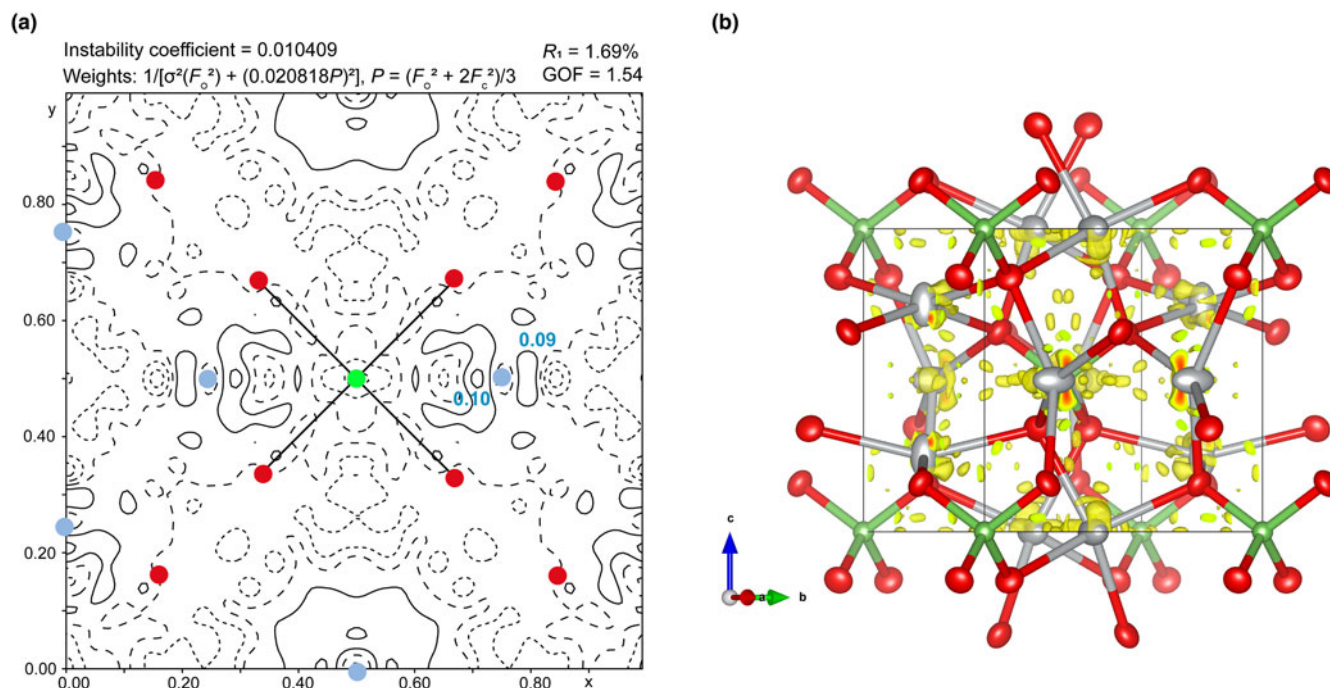 (a)
Instability coefficient = 0.010409
R₁ = 1.69%
Weights: 1/[σ²(Fₒ²) + (0.020818P)²], P = (Fₒ² + 2F꜀²)/3
GOF = 1.54
y
0.80
0.60
0.40
0.20
0.00
0.09
0.10
0.00
0.20
0.40
0.60
x
0.80
(b)
c
a
b